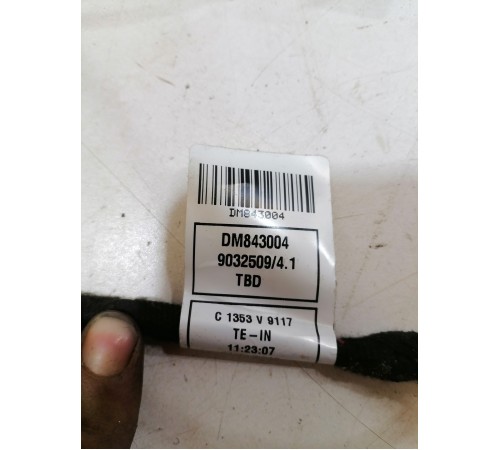 DM843004
DM843004
9032509/4.1
TBD
C 1353 V 9117
TE-IN
11:23:07